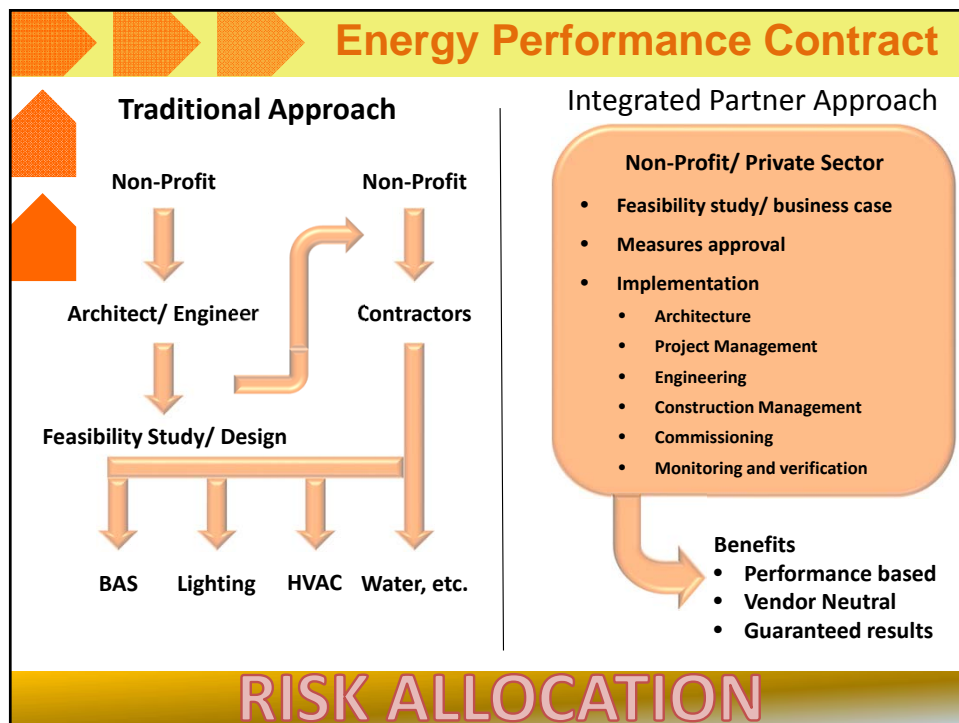 Energy Performance Contract
Traditional Approach
Non-Profit
Non-Profit
Architect/ Engineer
Contractors
Feasibility Study/ Design
BAS
Lighting
HVAC
Water, etc.
Integrated Partner Approach
Non-Profit/ Private Sector
• Feasibility study/ business case
• Measures approval
• Implementation
• Architecture
• Project Management
• Engineering
• Construction Management
• Commissioning
• Monitoring and verification
Benefits
• Performance based
• Vendor Neutral
• Guaranteed results
RISK ALLOCATION